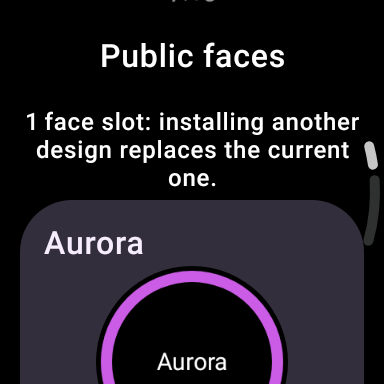 Public faces
1 face slot: installing another
design replaces the current
one.
Aurora
Aurora